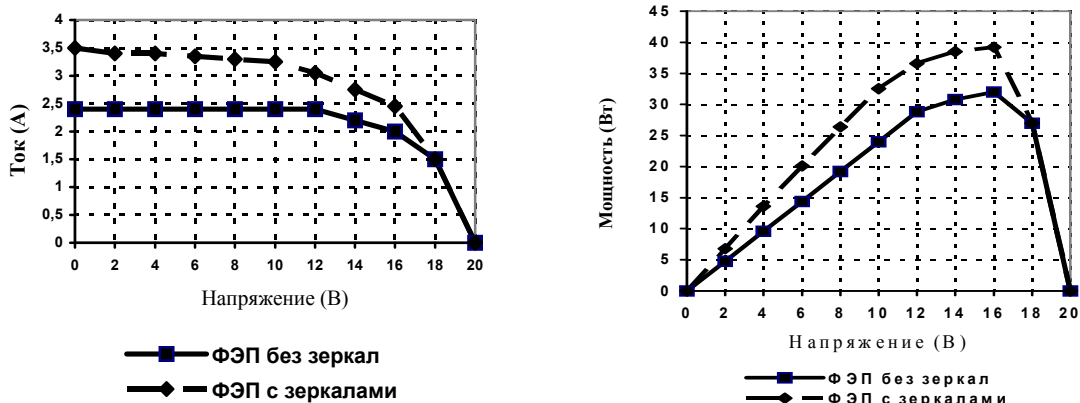 4
3,5
3
2,5
2
1,5
1
0,5
0
Ток (А)
0 2 4 6 8 10 12 14 16 18 20
Напряжение (В)
ФЭП без зеркал
ФЭП с зеркалами
45
40
35
30
25
20
15
10
5
0
Мощность (Вт)
0 2 4 6 8 10 12 14 16 18 20
Напряжение (В)
ФЭП без зеркал
ФЭП с зеркалами